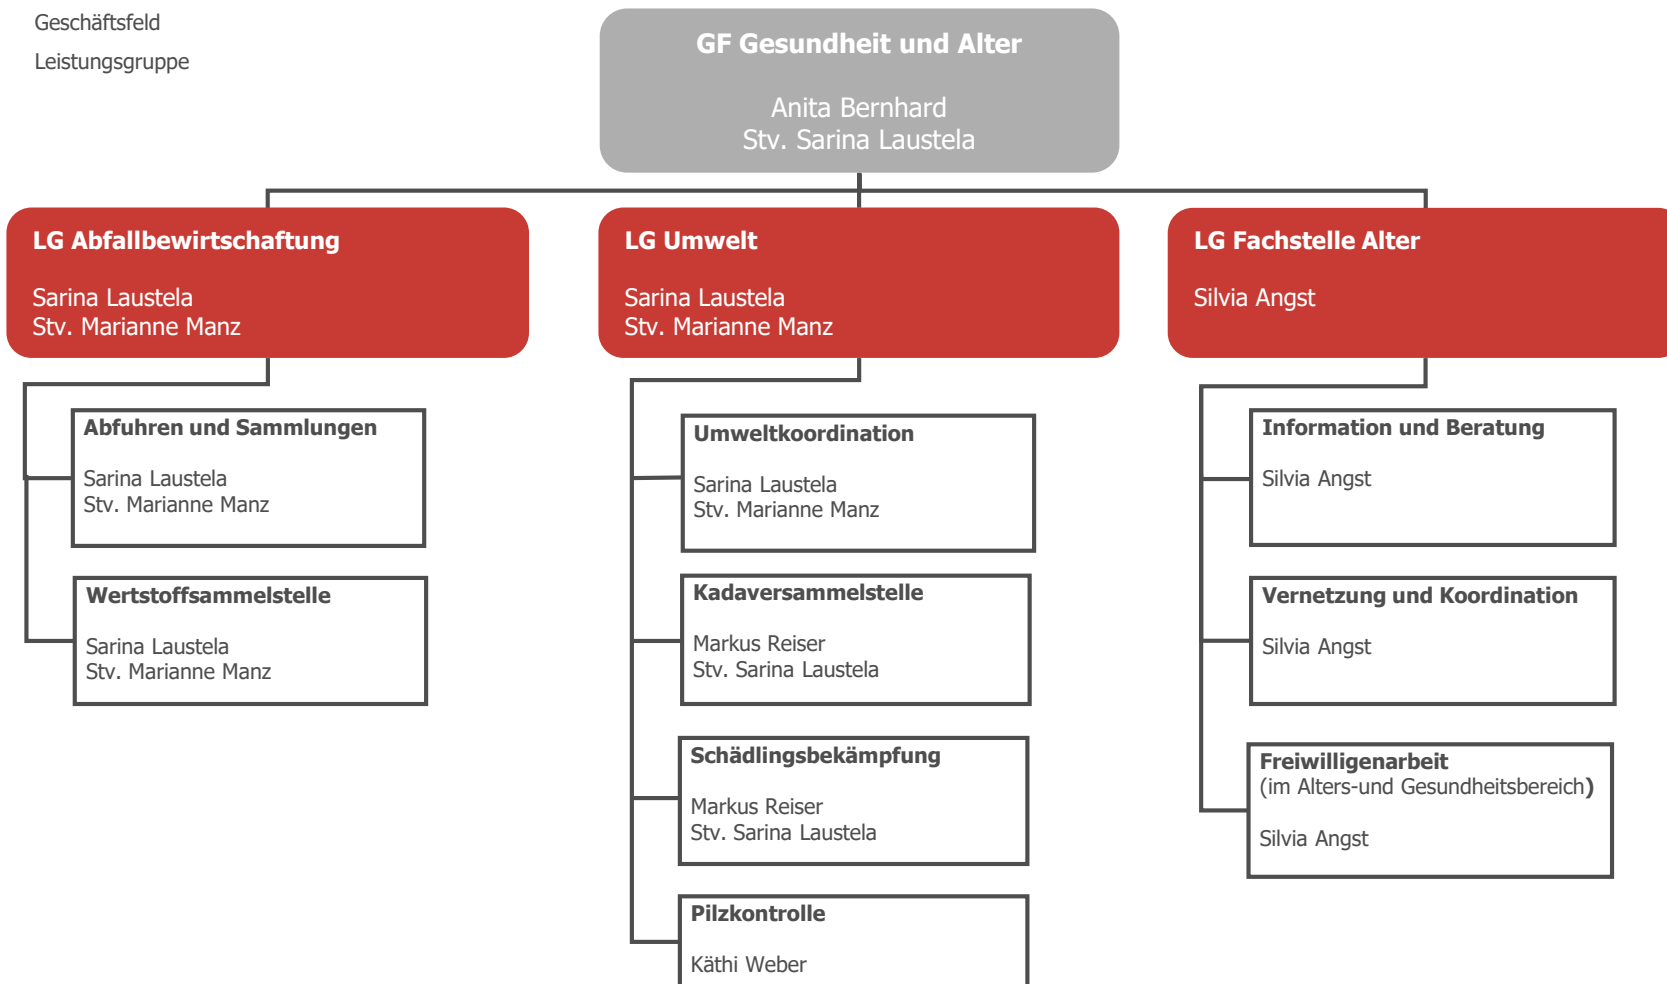 Geschäftsfeld
Leistungsgruppe
GF Gesundheit und Alter
Anita Bernhard
Stv. Sarina Laustela
LG Abfallbewirtschaftung
Sarina Laustela
Stv. Marianne Manz
LG Umwelt
Sarina Laustela
Stv. Marianne Manz
LG Fachstelle Alter
Silvia Angst
Abfuhren und Sammlungen
Sarina Laustela
Stv. Marianne Manz
Wertstoffsammelstelle
Sarina Laustela
Stv. Marianne Manz
Umweltkoordination
Sarina Laustela
Stv. Marianne Manz
Kadaversammelstelle
Markus Reiser
Stv. Sarina Laustela
Schädlingsbekämpfung
Markus Reiser
Stv. Sarina Laustela
Pilzkontrolle
Käthi Weber
Information und Beratung
Silvia Angst
Vernetzung und Koordination
Silvia Angst
Freiwilligenarbeit
(im Alters-und Gesundheitsbereich)
Silvia Angst